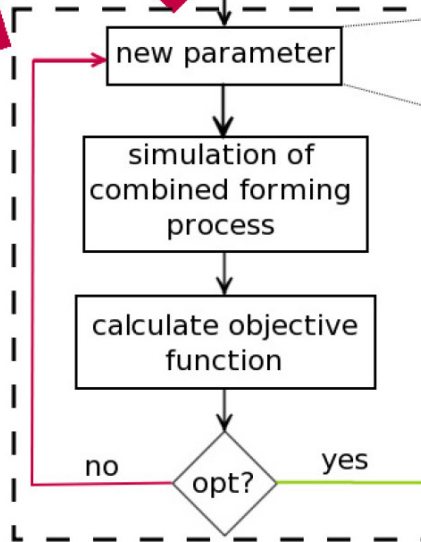 new parameter
simulation of
combined forming
process
calculate objective
function
no
opt?
yes